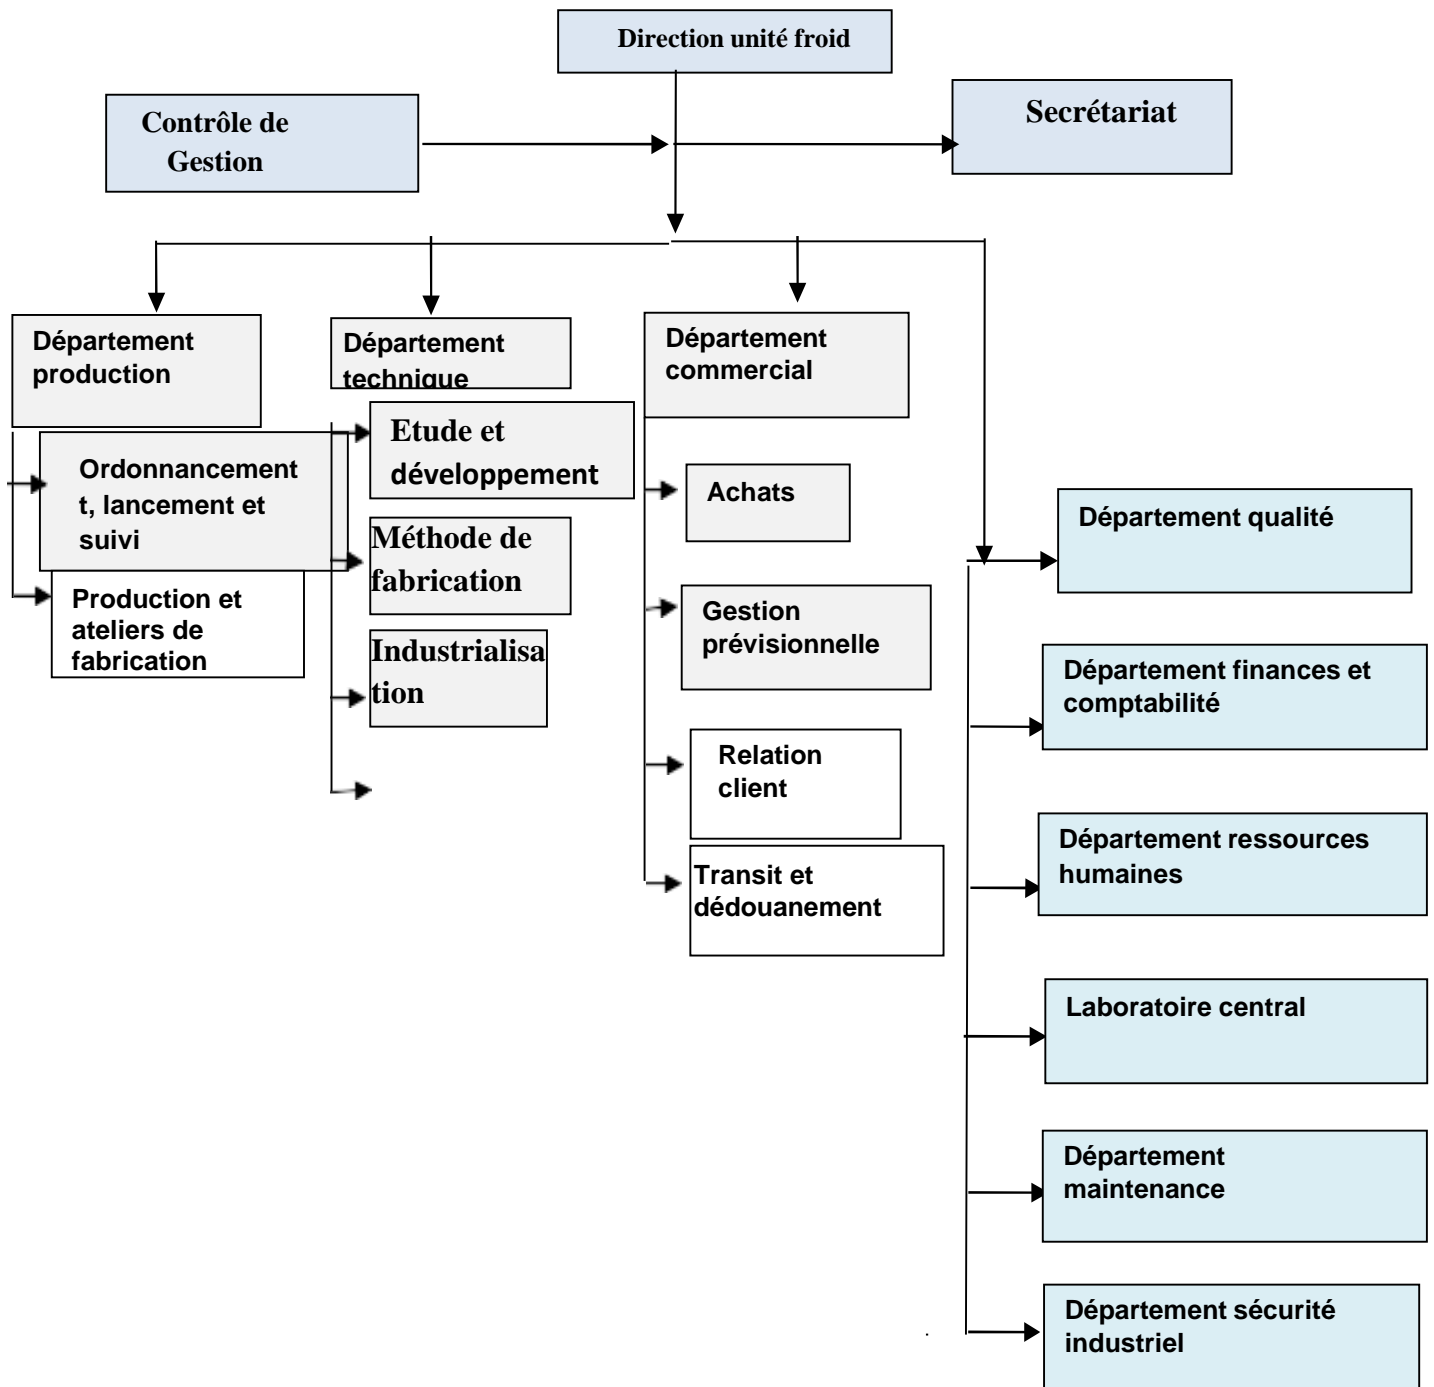 Direction unité froid
Contrôle de
Gestion
Secrétariat
Département
production
Ordonnancement
t, lancement et
suivi
Production et
ateliers de
fabrication
Département
technique
Etude et
développement
Méthode de
fabrication
Industrialisa
tion
Département
commercial
Achats
Gestion
prévisionnelle
Relation
client
Transit et
dédouanement
Département qualité
Département finances et
comptabilité
Département ressources
humaines
Laboratoire central
Département
maintenance
Département sécurité
industriel
.